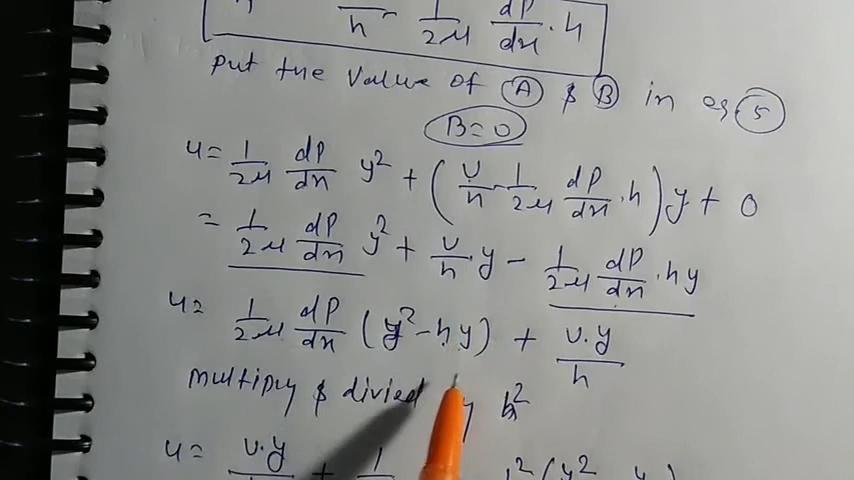 h - 1/2μ dP/dx · h
Put the Value of (A) & (B) in eq. (5)
B=0
u= 1/2μ dP/dx y² + (U/h - 1/2μ dP/dx · h)y + 0
= 1/2μ dP/dx y² + U/h · y - 1/2μ dP/dx · hy
u= 1/2μ dP/dx (y² - hy) + U·y/h
multiply & divied y h²
u= U·y + 1